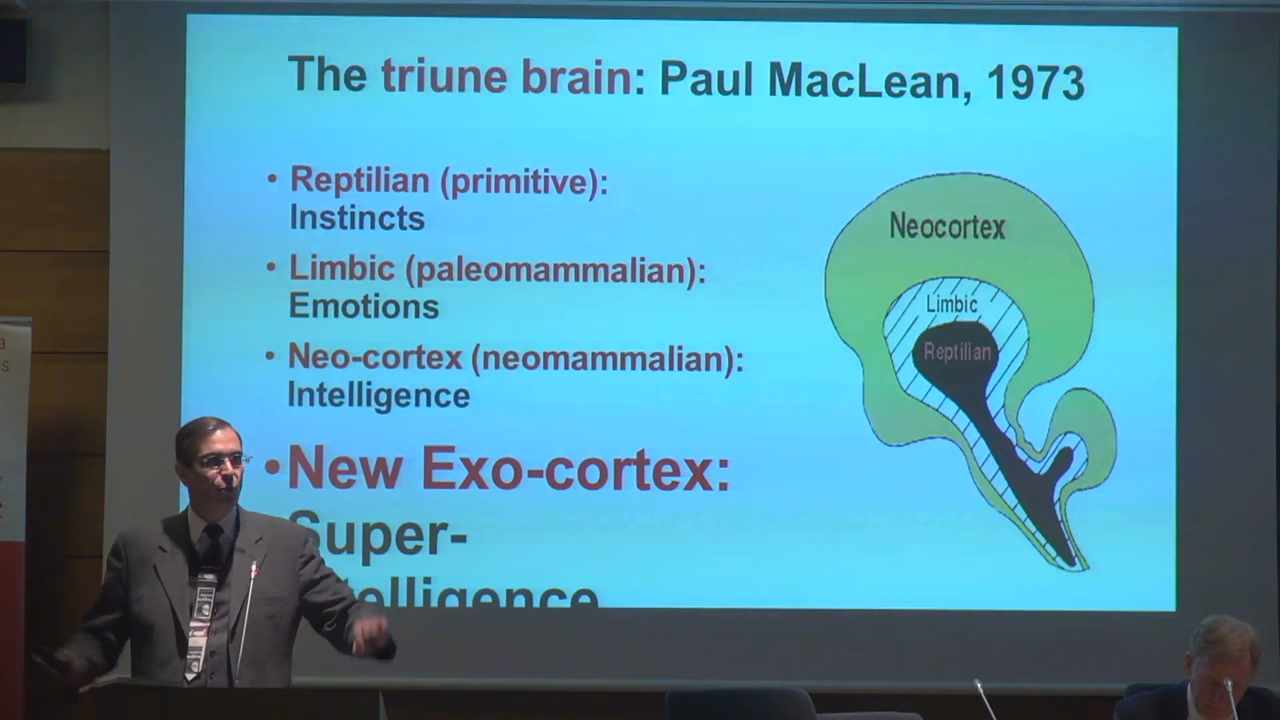 The triune brain: Paul MacLean, 1973
• Reptilian (primitive):
Instincts
• Limbic (paleomammalian):
Emotions
• Neo-cortex (neomammalian):
Intelligence
• New Exo-cortex:
Super-
Neocortex
Limbic
Reptilian